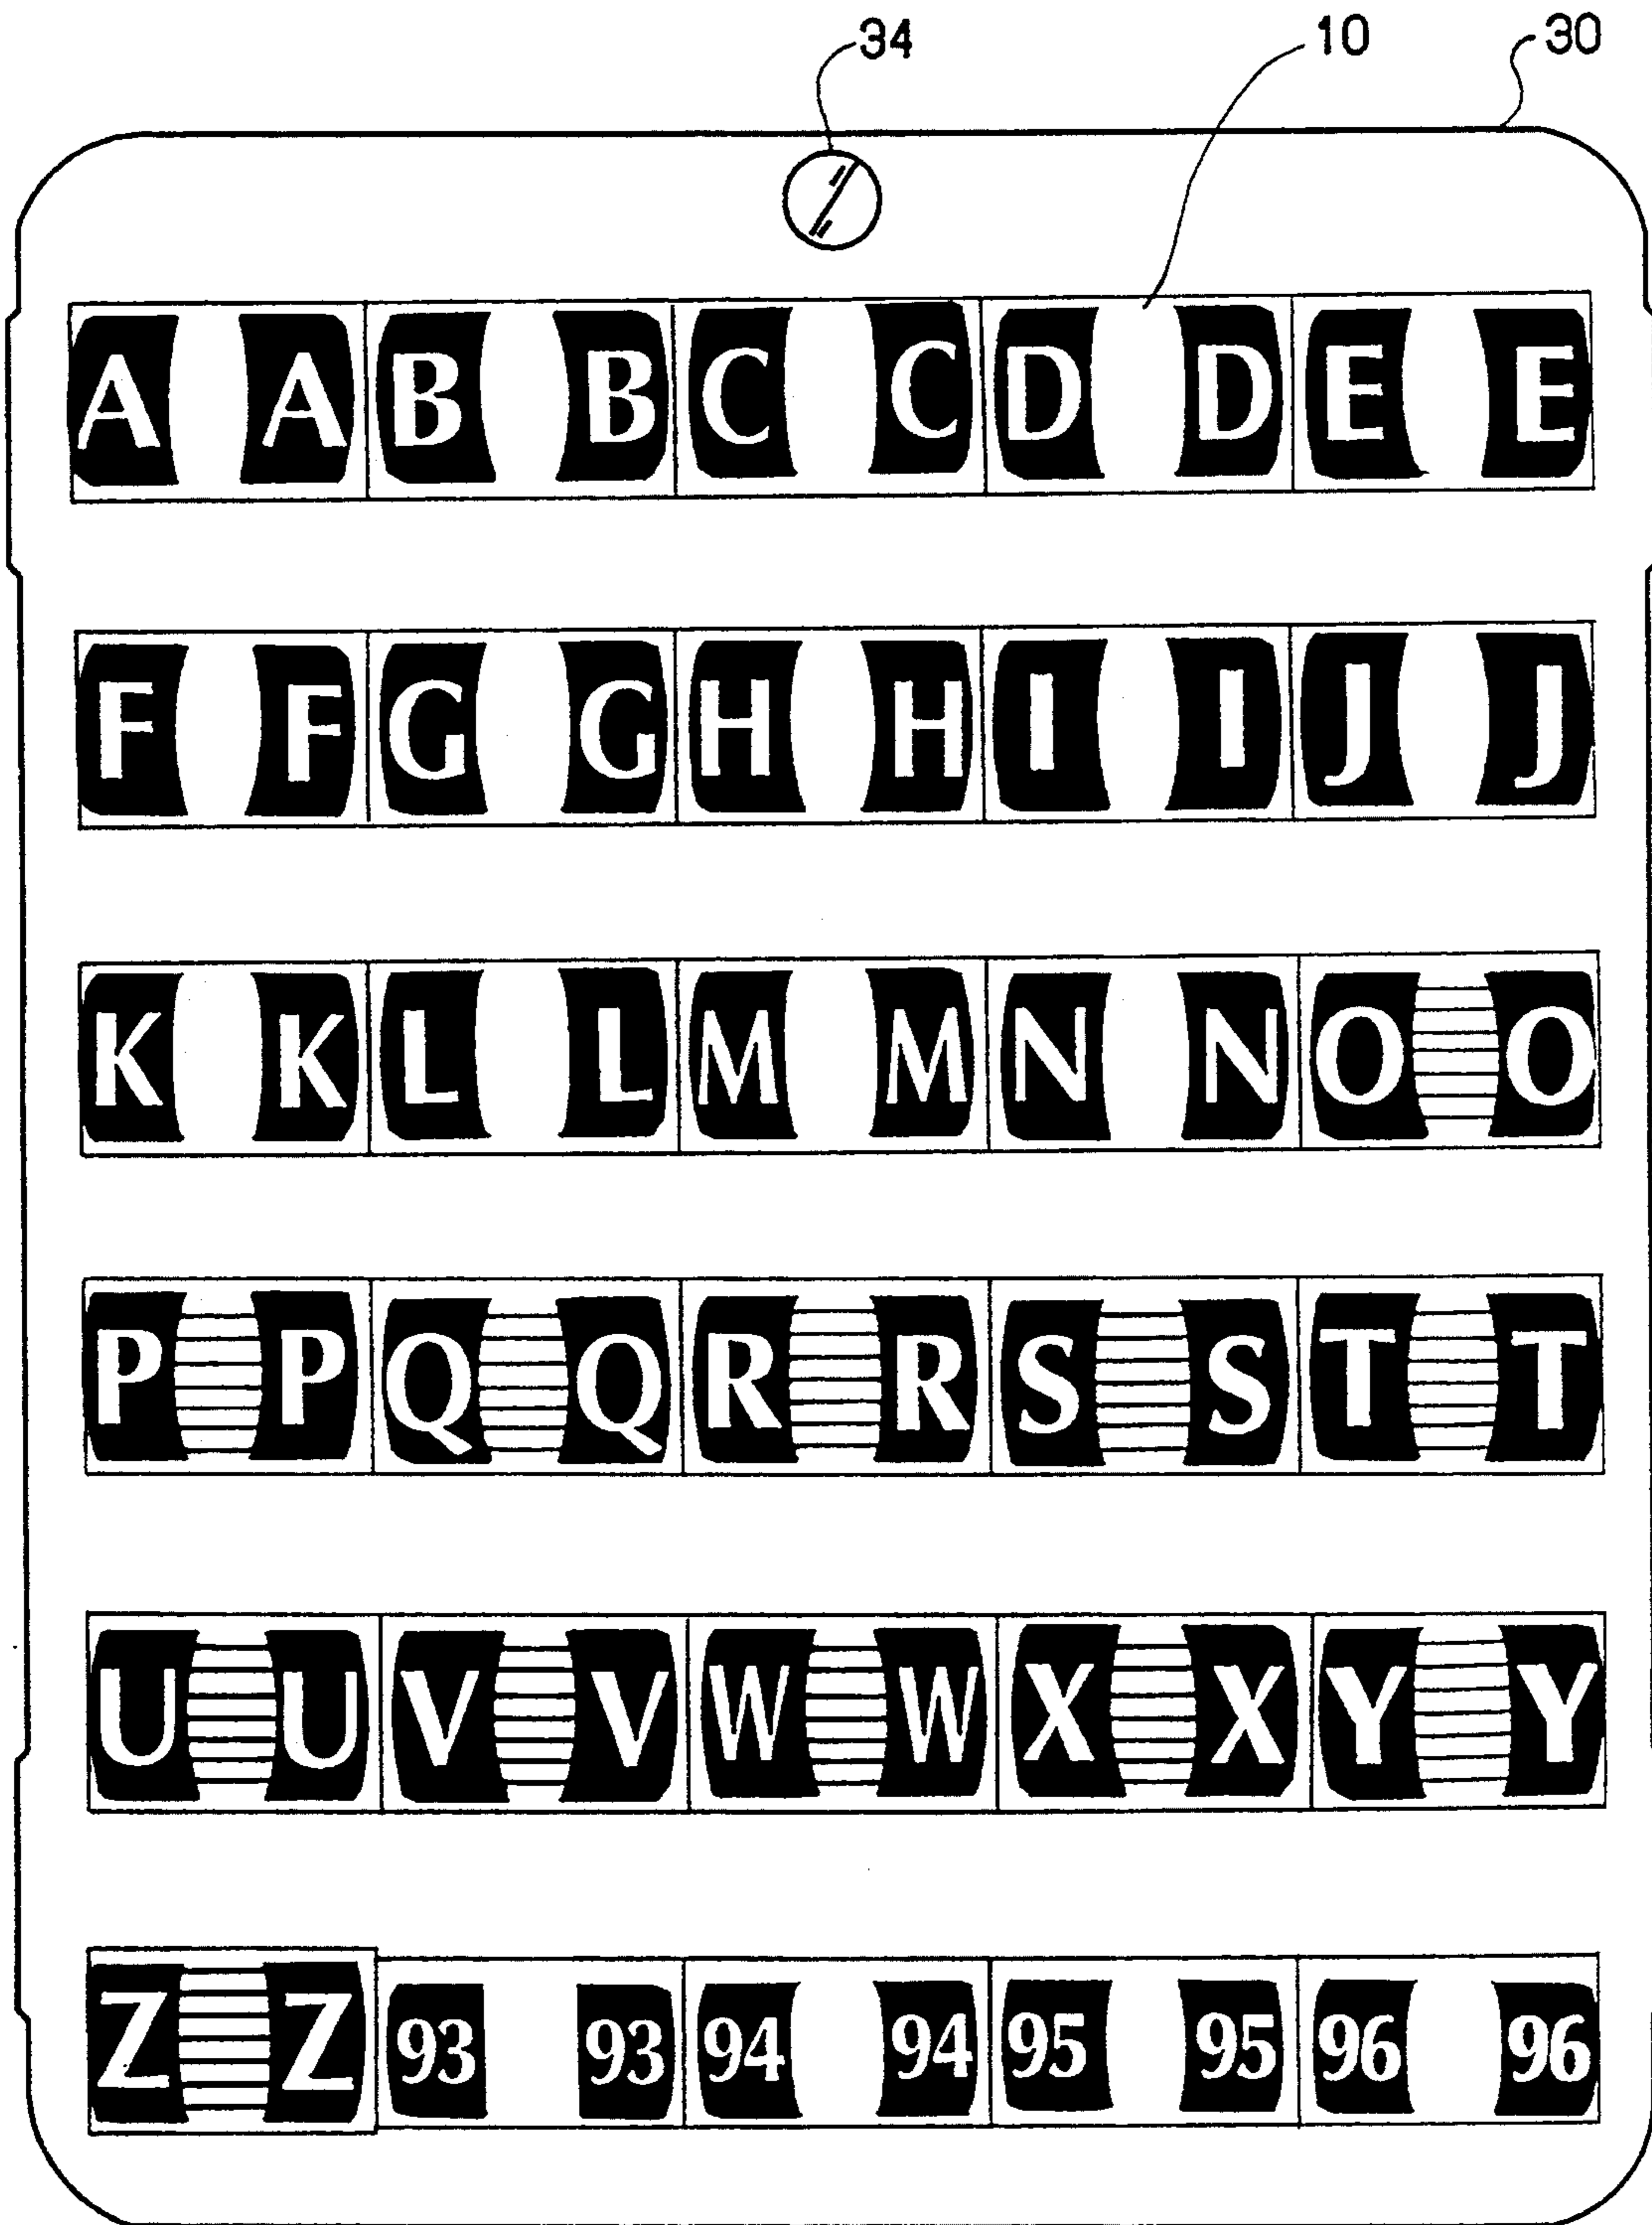 34 10 30
A A B B C C D D E E
F F G G H H I I J J
K K L L M M N N O O
P P Q Q R R S S T T
U U V V W W X X Y Y
Z Z 93 93 94 94 95 95 96 96